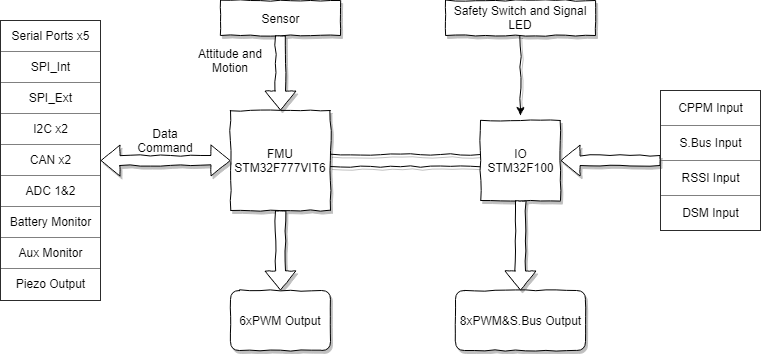 Sensor
Safety Switch and Signal
LED
Serial Ports x5
SPI_Int
SPI_Ext
I2C x2
CAN x2
ADC 1&2
Battery Monitor
Aux Monitor
Piezo Output
Attitude and
Motion
Data
Command
FMU
STM32F777VIT6
IO
STM32F100
CPPM Input
S.Bus Input
RSSI Input
DSM Input
6xPWM Output
8xPWM&S.Bus Output